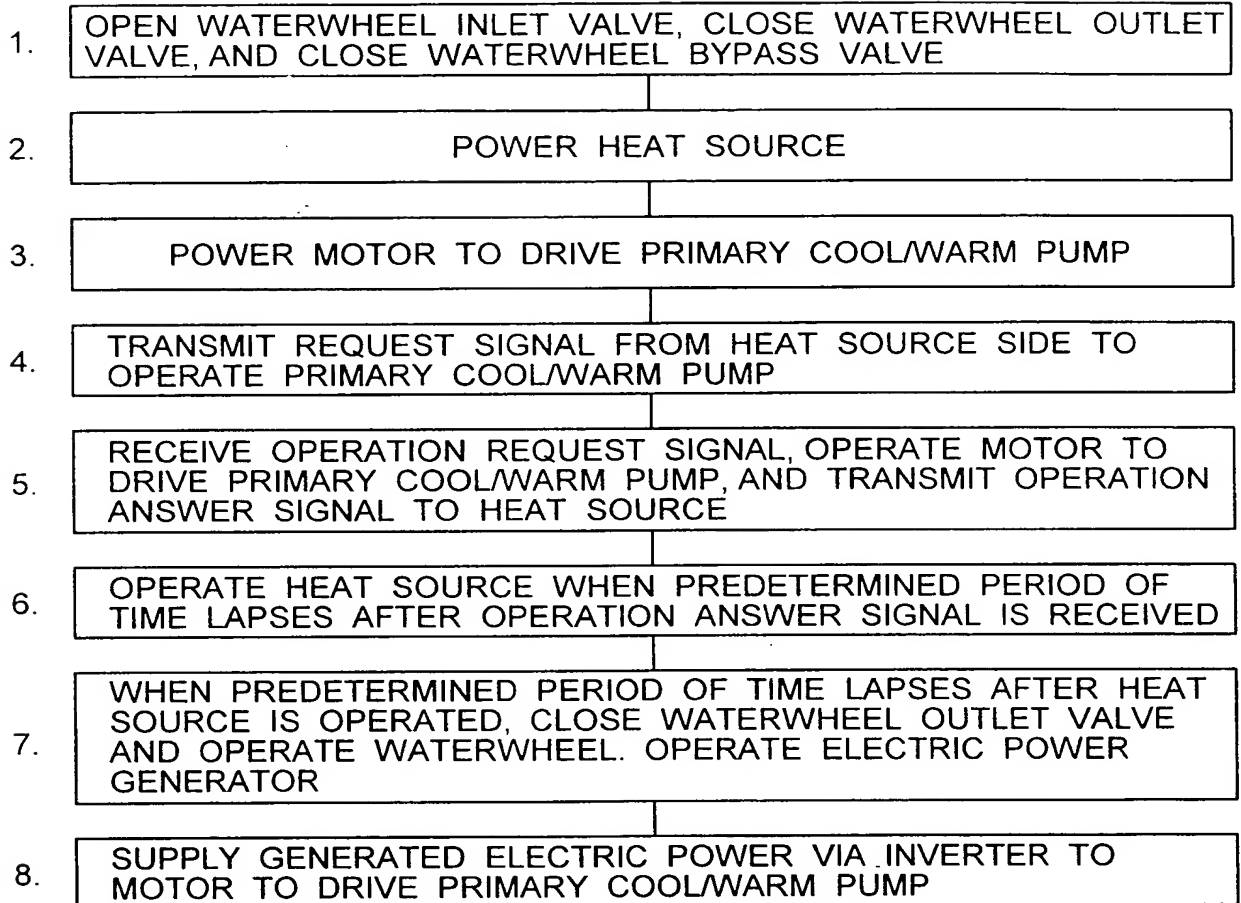 1. OPEN WATERWHEEL INLET VALVE, CLOSE WATERWHEEL OUTLET
VALVE, AND CLOSE WATERWHEEL BYPASS VALVE
2. POWER HEAT SOURCE
3. POWER MOTOR TO DRIVE PRIMARY COOL/WARM PUMP
4. TRANSMIT REQUEST SIGNAL FROM HEAT SOURCE SIDE TO
OPERATE PRIMARY COOL/WARM PUMP
5. RECEIVE OPERATION REQUEST SIGNAL, OPERATE MOTOR TO
DRIVE PRIMARY COOL/WARM PUMP, AND TRANSMIT OPERATION
ANSWER SIGNAL TO HEAT SOURCE
6. OPERATE HEAT SOURCE WHEN PREDETERMINED PERIOD OF
TIME LAPSES AFTER OPERATION ANSWER SIGNAL IS RECEIVED
7. WHEN PREDETERMINED PERIOD OF TIME LAPSES AFTER HEAT
SOURCE IS OPERATED, CLOSE WATERWHEEL OUTLET VALVE
AND OPERATE WATERWHEEL. OPERATE ELECTRIC POWER
GENERATOR
8. SUPPLY GENERATED ELECTRIC POWER VIA INVERTER TO
MOTOR TO DRIVE PRIMARY COOL/WARM PUMP